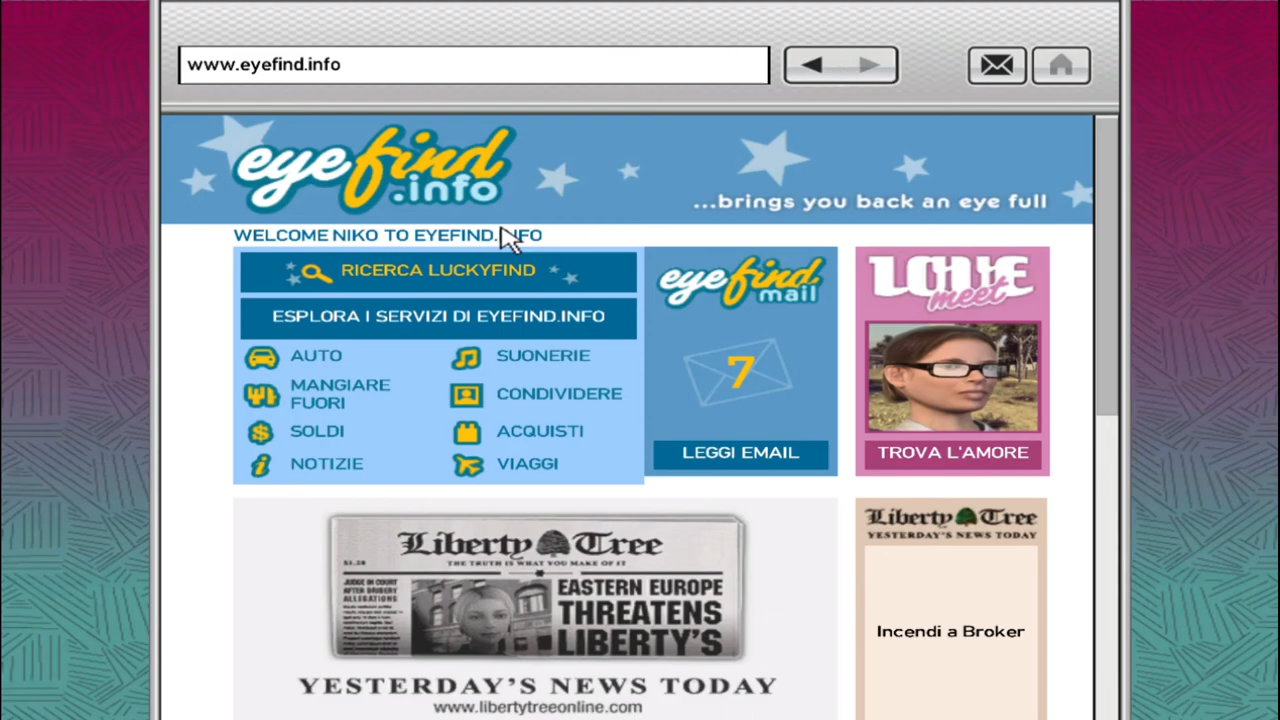 www.eyefind.info
eyefind
.info
...brings you back an eye full
WELCOME NIKO TO EYEFIND.INFO
RICERCA LUCKYFIND
ESPLORA I SERVIZI DI EYEFIND.INFO
AUTO
SUONERIE
MANGIARE
FUORI
CONDIVIDERE
SOLDI
ACQUISTI
NOTIZIE
VIAGGI
eyefind
mail
7
LEGGI EMAIL
LOVE
meet
TROVA L'AMORE
Liberty Tree
THE TRUTH IS WHAT YOU MAKE OF IT
JUDGE IN COURT
AFTER BRIBERY
ALLEGATIONS
EASTERN EUROPE
THREATENS
LIBERTY'S
YESTERDAY'S NEWS TODAY
www.libertytreeonline.com
Liberty Tree
YESTERDAY'S NEWS TODAY
Incendi a Broker